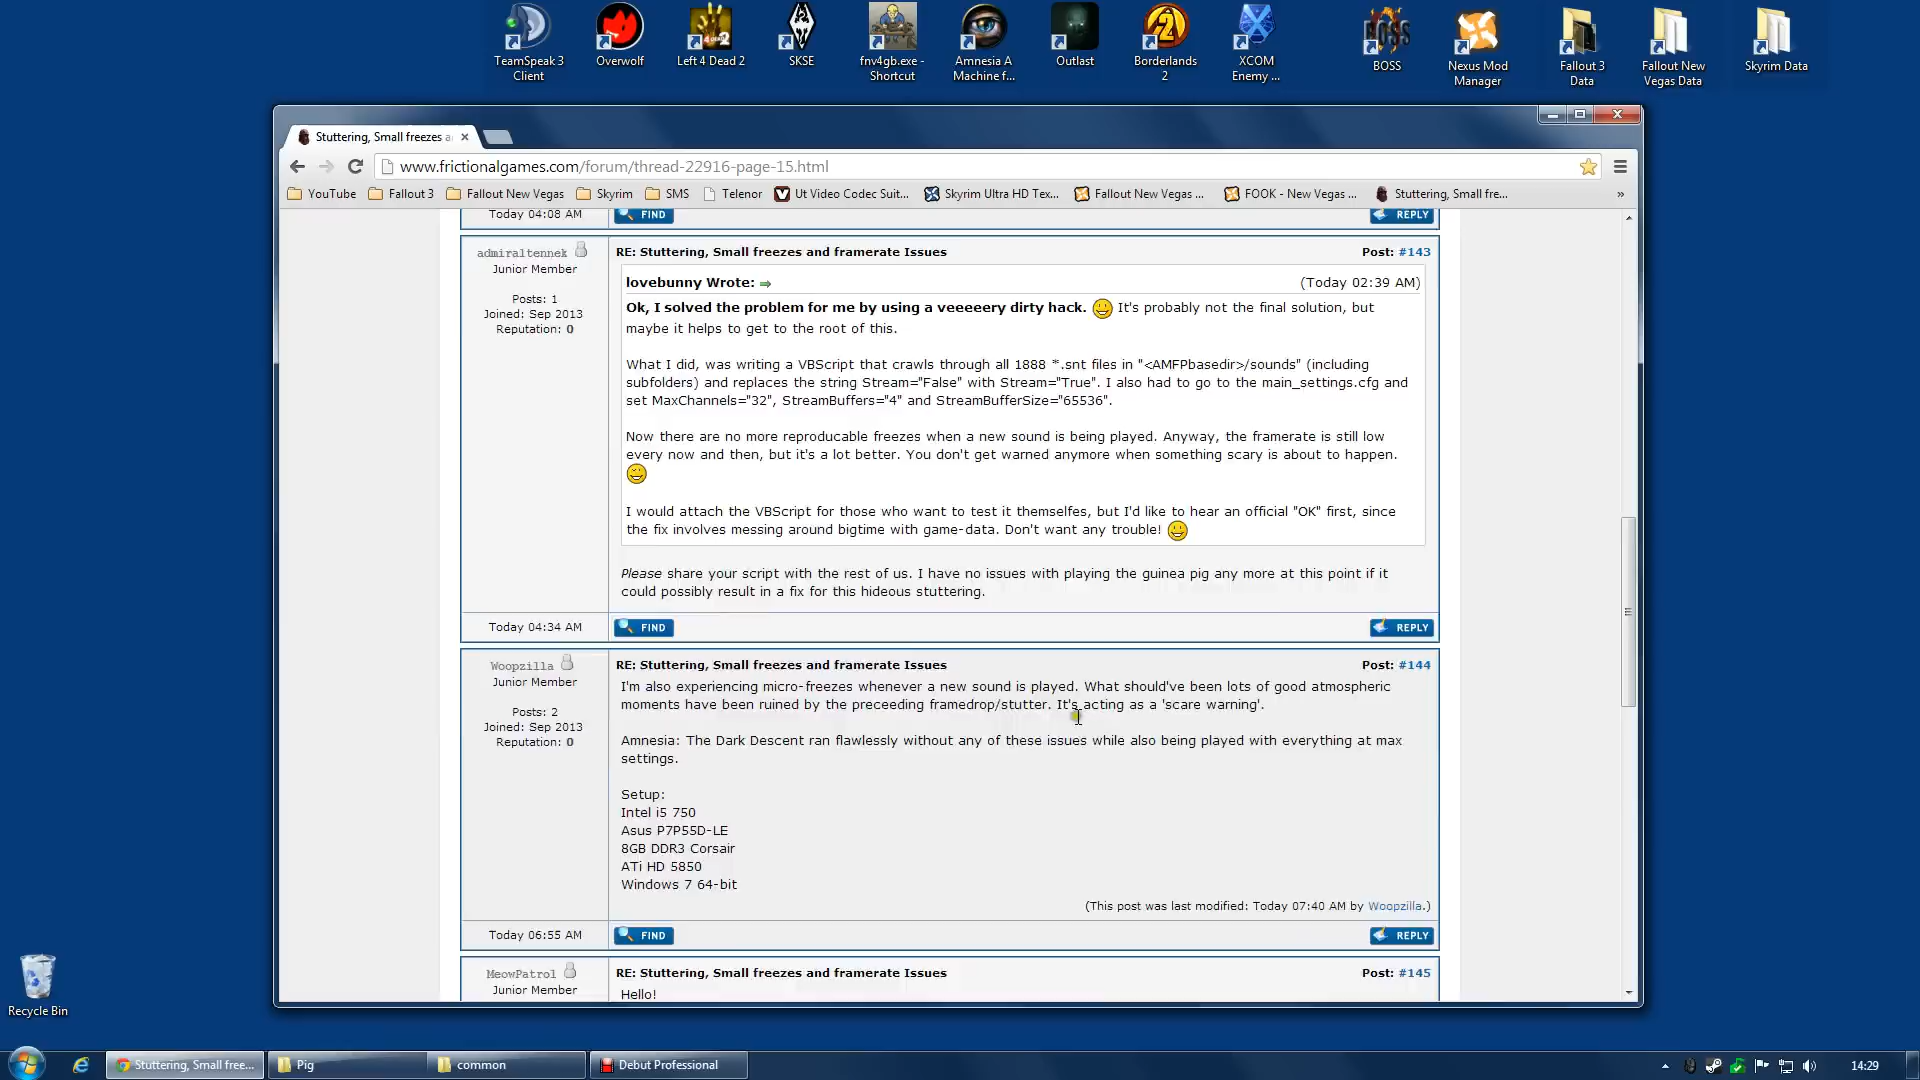 TeamSpeak 3
Client
Overwolf
Left 4 Dead 2
SKSE
fnv4gb.exe -
Shortcut
Amnesia A
Machine f...
Outlast
Borderlands
2
XCOM
Enemy ...
BOSS
Nexus Mod
Manager
Fallout 3
Data
Fallout New
Vegas Data
Skyrim Data
Stuttering, Small freezes a
www.frictionalgames.com/forum/thread-22916-page-15.html
YouTube Fallout 3 Fallout New Vegas Skyrim SMS Telenor Ut Video Codec Suit... Skyrim Ultra HD Tex... Fallout New Vegas ... FOOK - New Vegas ... Stuttering, Small fre... »
Today 04:08 AM FIND REPLY
admiraltennek
Junior Member
Posts: 1
Joined: Sep 2013
Reputation: 0
RE: Stuttering, Small freezes and framerate Issues Post: #143
lovebunny Wrote: (Today 02:39 AM)
Ok, I solved the problem for me by using a veeeeery dirty hack. It's probably not the final solution, but
maybe it helps to get to the root of this.
What I did, was writing a VBScript that crawls through all 1888 *.snt files in "<AMFPbasedir>/sounds" (including
subfolders) and replaces the string Stream="False" with Stream="True". I also had to go to the main_settings.cfg and
set MaxChannels="32", StreamBuffers="4" and StreamBufferSize="65536".
Now there are no more reproducable freezes when a new sound is being played. Anyway, the framerate is still low
every now and then, but it's a lot better. You don't get warned anymore when something scary is about to happen.
I would attach the VBScript for those who want to test it themselfes, but I'd like to hear an official "OK" first, since
the fix involves messing around bigtime with game-data. Don't want any trouble!
Please share your script with the rest of us. I have no issues with playing the guinea pig any more at this point if it
could possibly result in a fix for this hideous stuttering.
Today 04:34 AM FIND REPLY
Woopzilla
Junior Member
Posts: 2
Joined: Sep 2013
Reputation: 0
RE: Stuttering, Small freezes and framerate Issues Post: #144
I'm also experiencing micro-freezes whenever a new sound is played. What should've been lots of good atmospheric
moments have been ruined by the preceeding framedrop/stutter. It's acting as a 'scare warning'.
Amnesia: The Dark Descent ran flawlessly without any of these issues while also being played with everything at max
settings.
Setup:
Intel i5 750
Asus P7P55D-LE
8GB DDR3 Corsair
ATi HD 5850
Windows 7 64-bit
(This post was last modified: Today 07:40 AM by Woopzilla.)
Today 06:55 AM FIND REPLY
MeowPatrol
Junior Member
RE: Stuttering, Small freezes and framerate Issues Post: #145
Hello!
Recycle Bin
Stuttering, Small free... Pig common Debut Professional 14:29